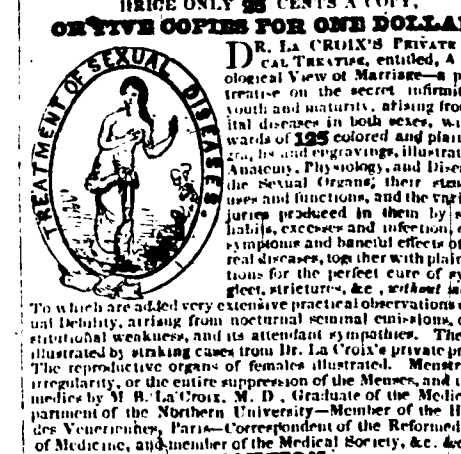 PRICE ONLY 25 CENTS A COPY,
OR FIVE COPIES FOR ONE DOLLA
TREATMENT OF SEXUAL DISEASES.
DR. LA CROIX'S PRIVATE
CAL TREATISE, entitled, A
ological View of Marriage—a p
treatise on the secret infirmit
youth and maturity, arising fro
ital diseases in both sexes, wi
wards of 125 colored and plain
and engravings, illustrat
Anatomy, Physiology, and Dise
the Sexual Organs; their
uses and functions, and the vari
juries produced in them by s
habits, excesses and infection;
symptoms and baneful effects of
real diseases, together with plain
tions for the perfect cure of
gleet, strictures, &c , without
To which are added very extensive practical observations
ual Debility, arising from nocturnal seminal emissions,
stitutional weakness, and its attendant sympathies. The
illustrated by striking cases from Dr. La Croix's private p
The reproductive organs of females illustrated. Menstr
irregularity, or the entire suppression of the Menses, and
medies by M B. La'Croix, M. D , Graduate of the Medic
partment of the Northern University—Member of the H
des Veneriennes, Paris—Correspondent of the Reformed
of Medicine, and member of the Medical Society, &c. &c